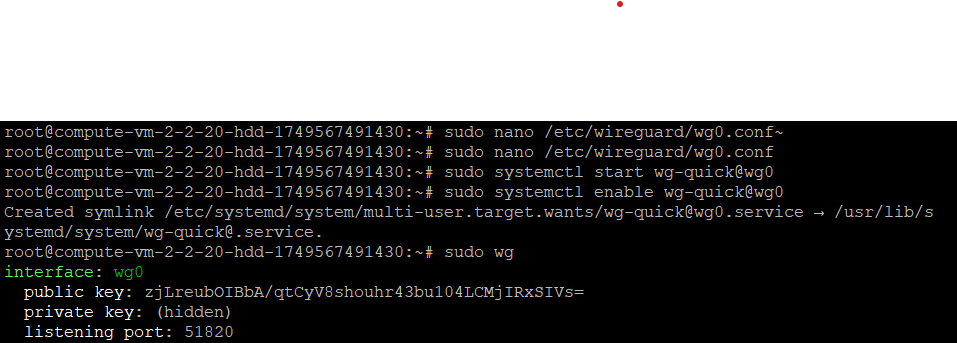 root@compute-vm-2-2-20-hdd-1749567491430:~# sudo nano /etc/wireguard/wg0.conf~
root@compute-vm-2-2-20-hdd-1749567491430:~# sudo nano /etc/wireguard/wg0.conf
root@compute-vm-2-2-20-hdd-1749567491430:~# sudo systemctl start wg-quick@wg0
root@compute-vm-2-2-20-hdd-1749567491430:~# sudo systemctl enable wg-quick@wg0
Created symlink /etc/systemd/system/multi-user.target.wants/wg-quick@wg0.service → /usr/lib/s
ystemd/system/wg-quick@.service.
root@compute-vm-2-2-20-hdd-1749567491430:~# sudo wg
interface: wg0
  public key: zjLreubOIBbA/qtCyV8shouhr43bu104LCMjIRxSIVs=
  private key: (hidden)
  listening port: 51820